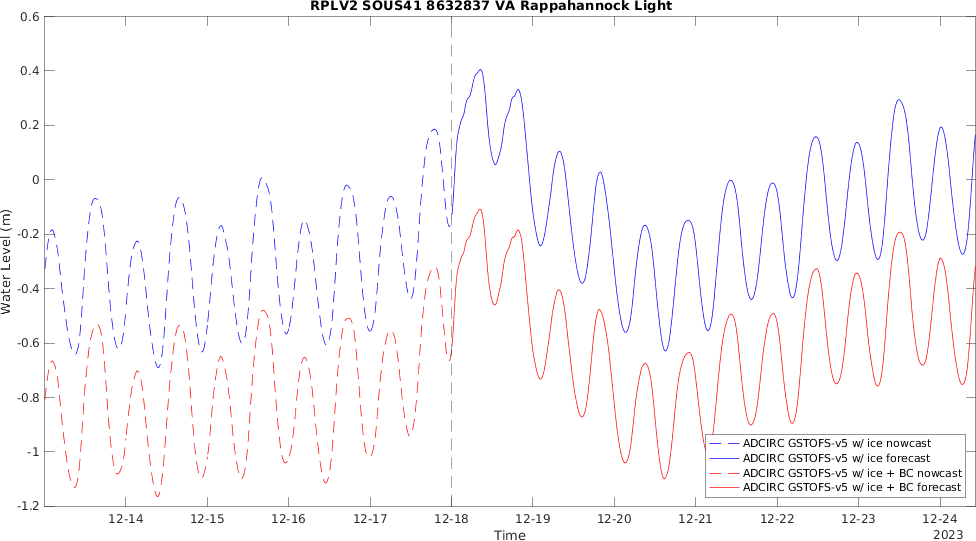 RPLV2 SOUS41 8632837 VA Rappahannock Light
0.6
0.4
0.2
0
-0.2
-0.4
-0.6
-0.8
-1
-1.2
Water Level (m)
ADCIRC GSTOFS-v5 w/ ice nowcast
ADCIRC GSTOFS-v5 w/ ice forecast
ADCIRC GSTOFS-v5 w/ ice + BC nowcast
ADCIRC GSTOFS-v5 w/ ice + BC forecast
12-14 12-15 12-16 12-17 12-18 12-19 12-20 12-21 12-22 12-23 12-24
Time
2023